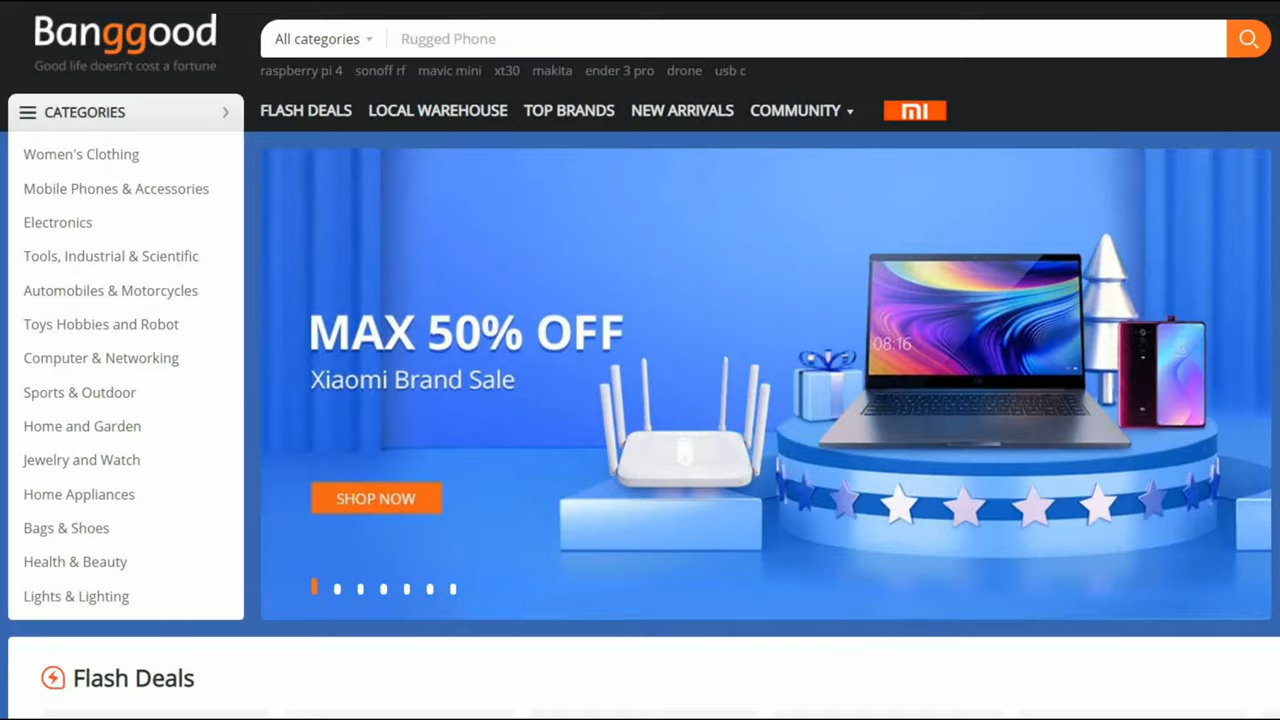 Banggood
Good life doesn't cost a fortune
All categories
Rugged Phone
raspberry pi 4 sonoff rf mavic mini xt30 makita ender 3 pro drone usb c
CATEGORIES
FLASH DEALS LOCAL WAREHOUSE TOP BRANDS NEW ARRIVALS COMMUNITY
mi
Women's Clothing
Mobile Phones & Accessories
Electronics
Tools, Industrial & Scientific
Automobiles & Motorcycles
Toys Hobbies and Robot
Computer & Networking
Sports & Outdoor
Home and Garden
Jewelry and Watch
Home Appliances
Bags & Shoes
Health & Beauty
Lights & Lighting
MAX 50% OFF
Xiaomi Brand Sale
SHOP NOW
08:16
Flash Deals